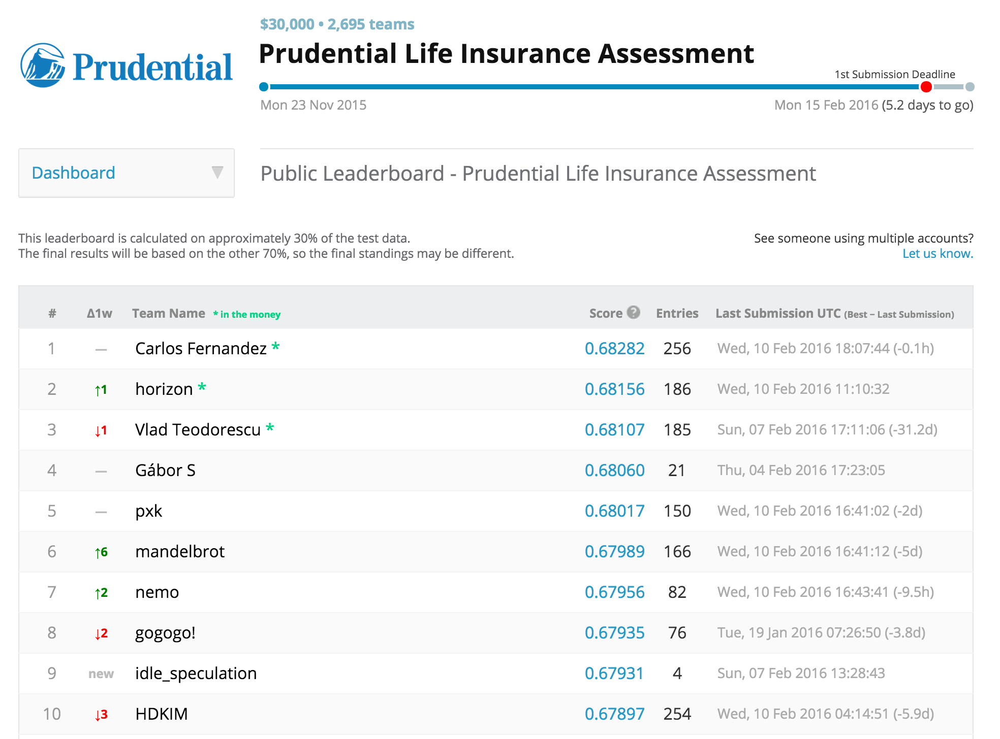 $30,000 • 2,695 teams
Prudential
Prudential Life Insurance Assessment
1st Submission Deadline
Mon 23 Nov 2015 Mon 15 Feb 2016 (5.2 days to go)
Dashboard
Public Leaderboard - Prudential Life Insurance Assessment
This leaderboard is calculated on approximately 30% of the test data. See someone using multiple accounts?
The final results will be based on the other 70%, so the final standings may be different. Let us know.
# Δ1w Team Name * in the money Score ? Entries Last Submission UTC (Best − Last Submission)
1 — Carlos Fernandez * 0.68282 256 Wed, 10 Feb 2016 18:07:44 (-0.1h)
2 ↑1 horizon * 0.68156 186 Wed, 10 Feb 2016 11:10:32
3 ↓1 Vlad Teodorescu * 0.68107 185 Sun, 07 Feb 2016 17:11:06 (-31.2d)
4 — Gábor S 0.68060 21 Thu, 04 Feb 2016 17:23:05
5 — pxk 0.68017 150 Wed, 10 Feb 2016 16:41:02 (-2d)
6 ↑6 mandelbrot 0.67989 166 Wed, 10 Feb 2016 16:41:12 (-5d)
7 ↑2 nemo 0.67956 82 Wed, 10 Feb 2016 16:43:41 (-9.5h)
8 ↓2 gogogo! 0.67935 76 Tue, 19 Jan 2016 07:26:50 (-3.8d)
9 new idle_speculation 0.67931 4 Sun, 07 Feb 2016 13:28:43
10 ↓3 HDKIM 0.67897 254 Wed, 10 Feb 2016 04:14:51 (-5.9d)